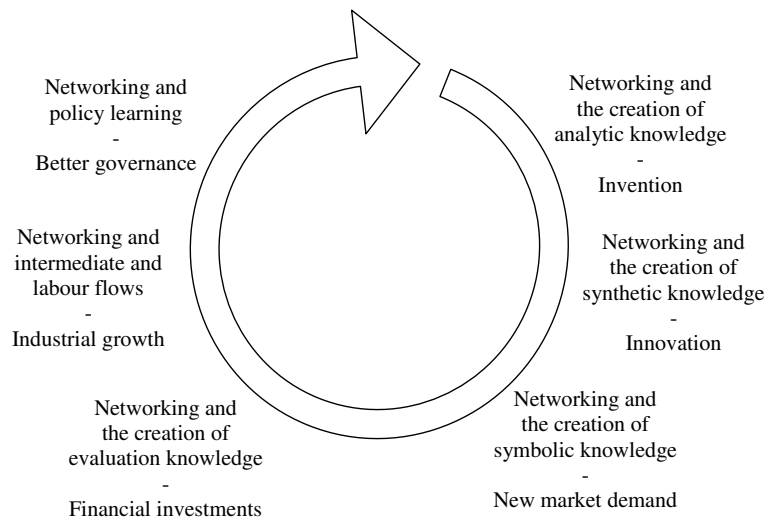 Networking and
policy learning
-
Better governance
Networking and
the creation of
analytic knowledge
-
Invention
Networking and
intermediate and
labour flows
-
Industrial growth
Networking and
the creation of
synthetic knowledge
-
Innovation
Networking and
the creation of
evaluation knowledge
-
Financial investments
Networking and
the creation of
symbolic knowledge
-
New market demand